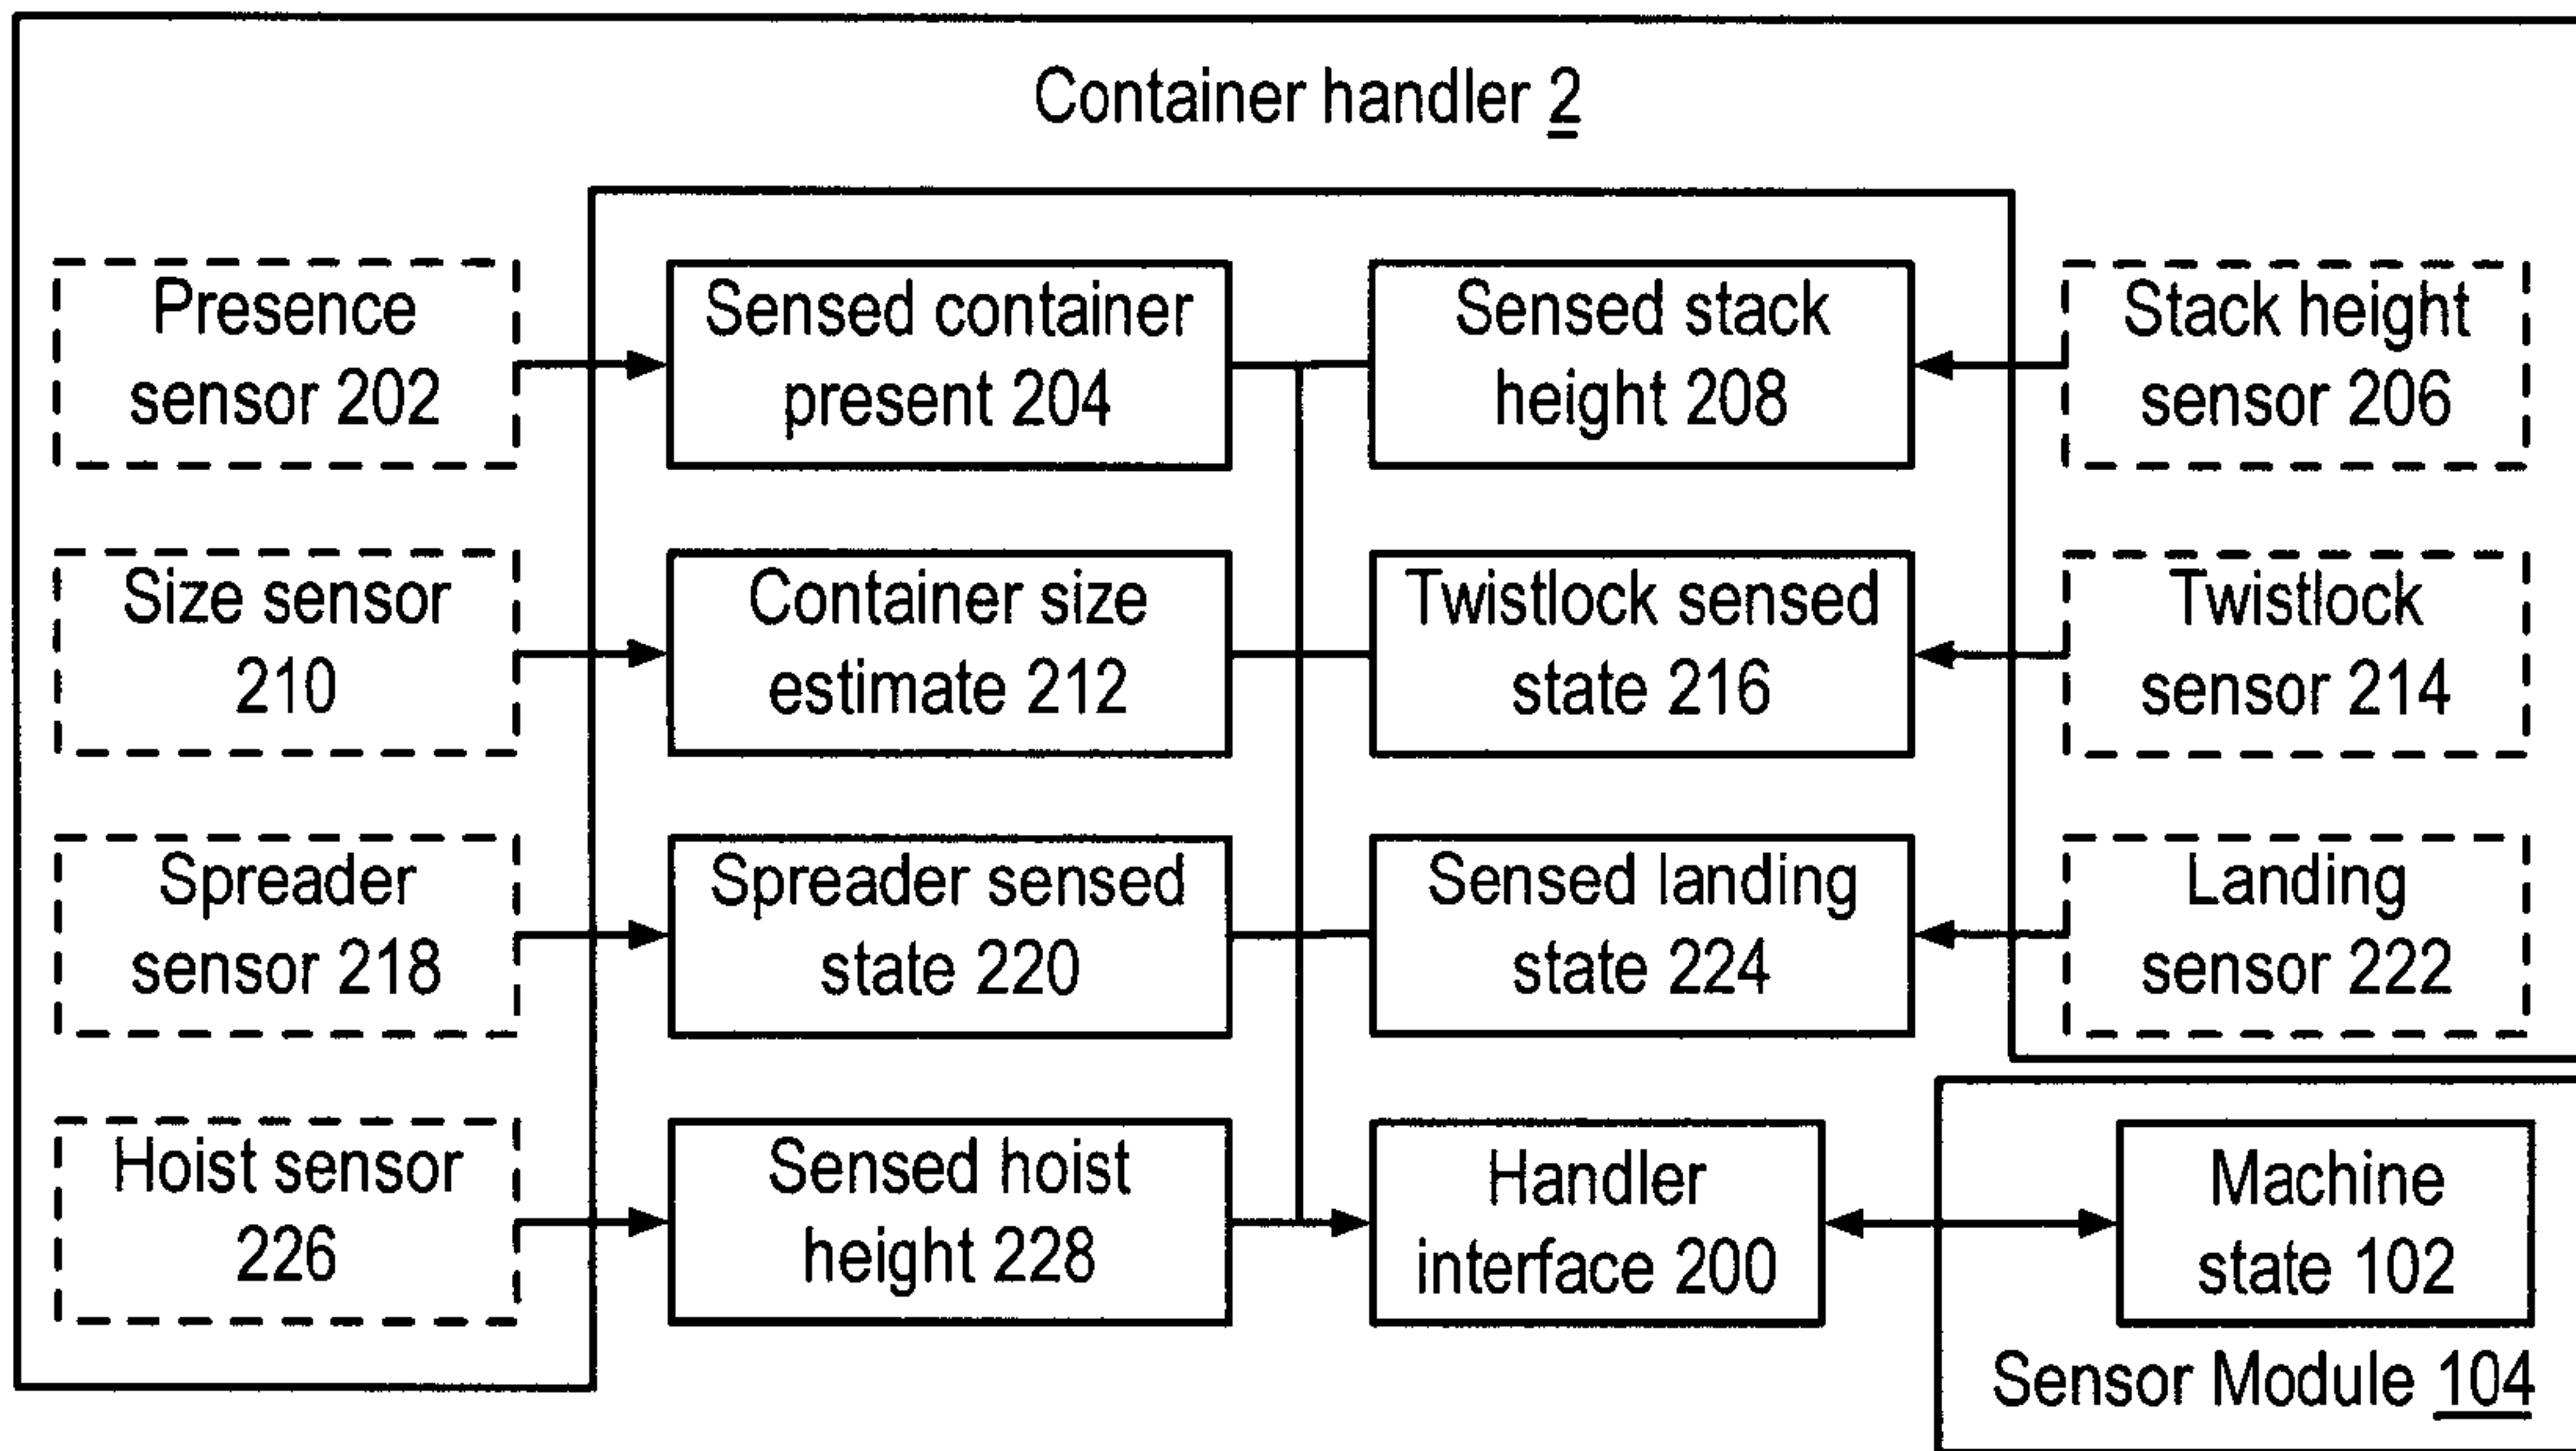 Container handler 2
Presence
sensor 202
Sensed container
present 204
Sensed stack
height 208
Stack height
sensor 206
Size sensor
210
Container size
estimate 212
Twistlock sensed
state 216
Twistlock
sensor 214
Spreader
sensor 218
Spreader sensed
state 220
Sensed landing
state 224
Landing
sensor 222
Hoist sensor
226
Sensed hoist
height 228
Handler
interface 200
Machine
state 102
Sensor Module 104